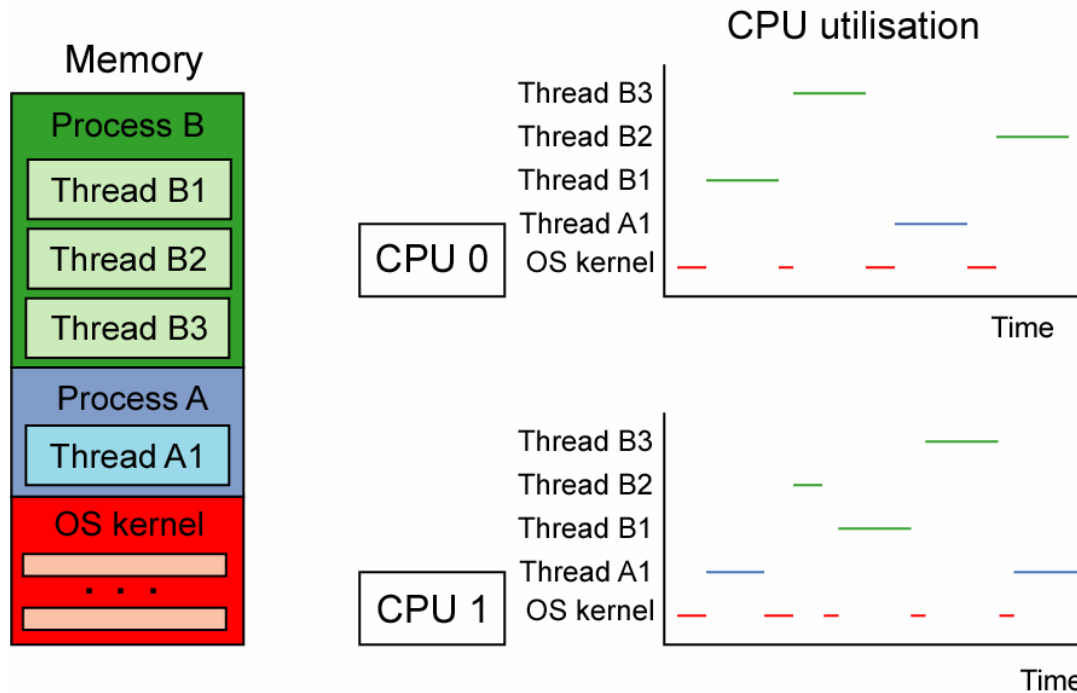 Memory
Process B
Thread B1
Thread B2
Thread B3
Process A
Thread A1
OS kernel
. . .
CPU utilisation
CPU 0
Thread B3
Thread B2
Thread B1
Thread A1
OS kernel
Time
CPU 1
Thread B3
Thread B2
Thread B1
Thread A1
OS kernel
Time